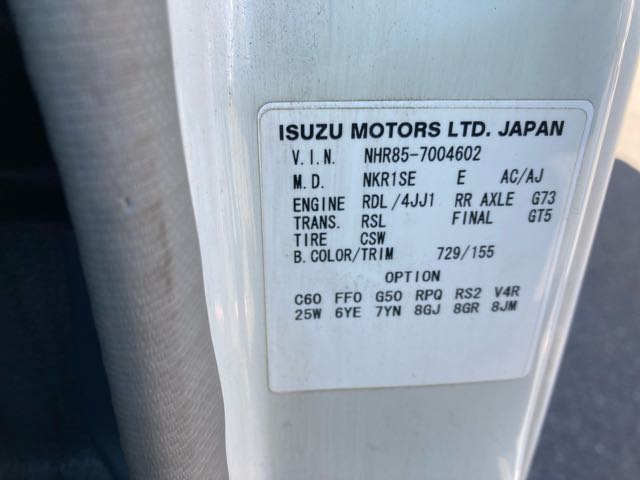 ISUZU MOTORS LTD. JAPAN
V.I.N. NHR85-7004602
M.D. NKR1SE E AC/AJ
ENGINE RDL/4JJ1 RR AXLE G73
TRANS. RSL FINAL GT5
TIRE CSW
B.COLOR/TRIM 729/155
OPTION
C60 FF0 G50 RPQ RS2 V4R
25W 6YE 7YN 8GJ 8GR 8JM